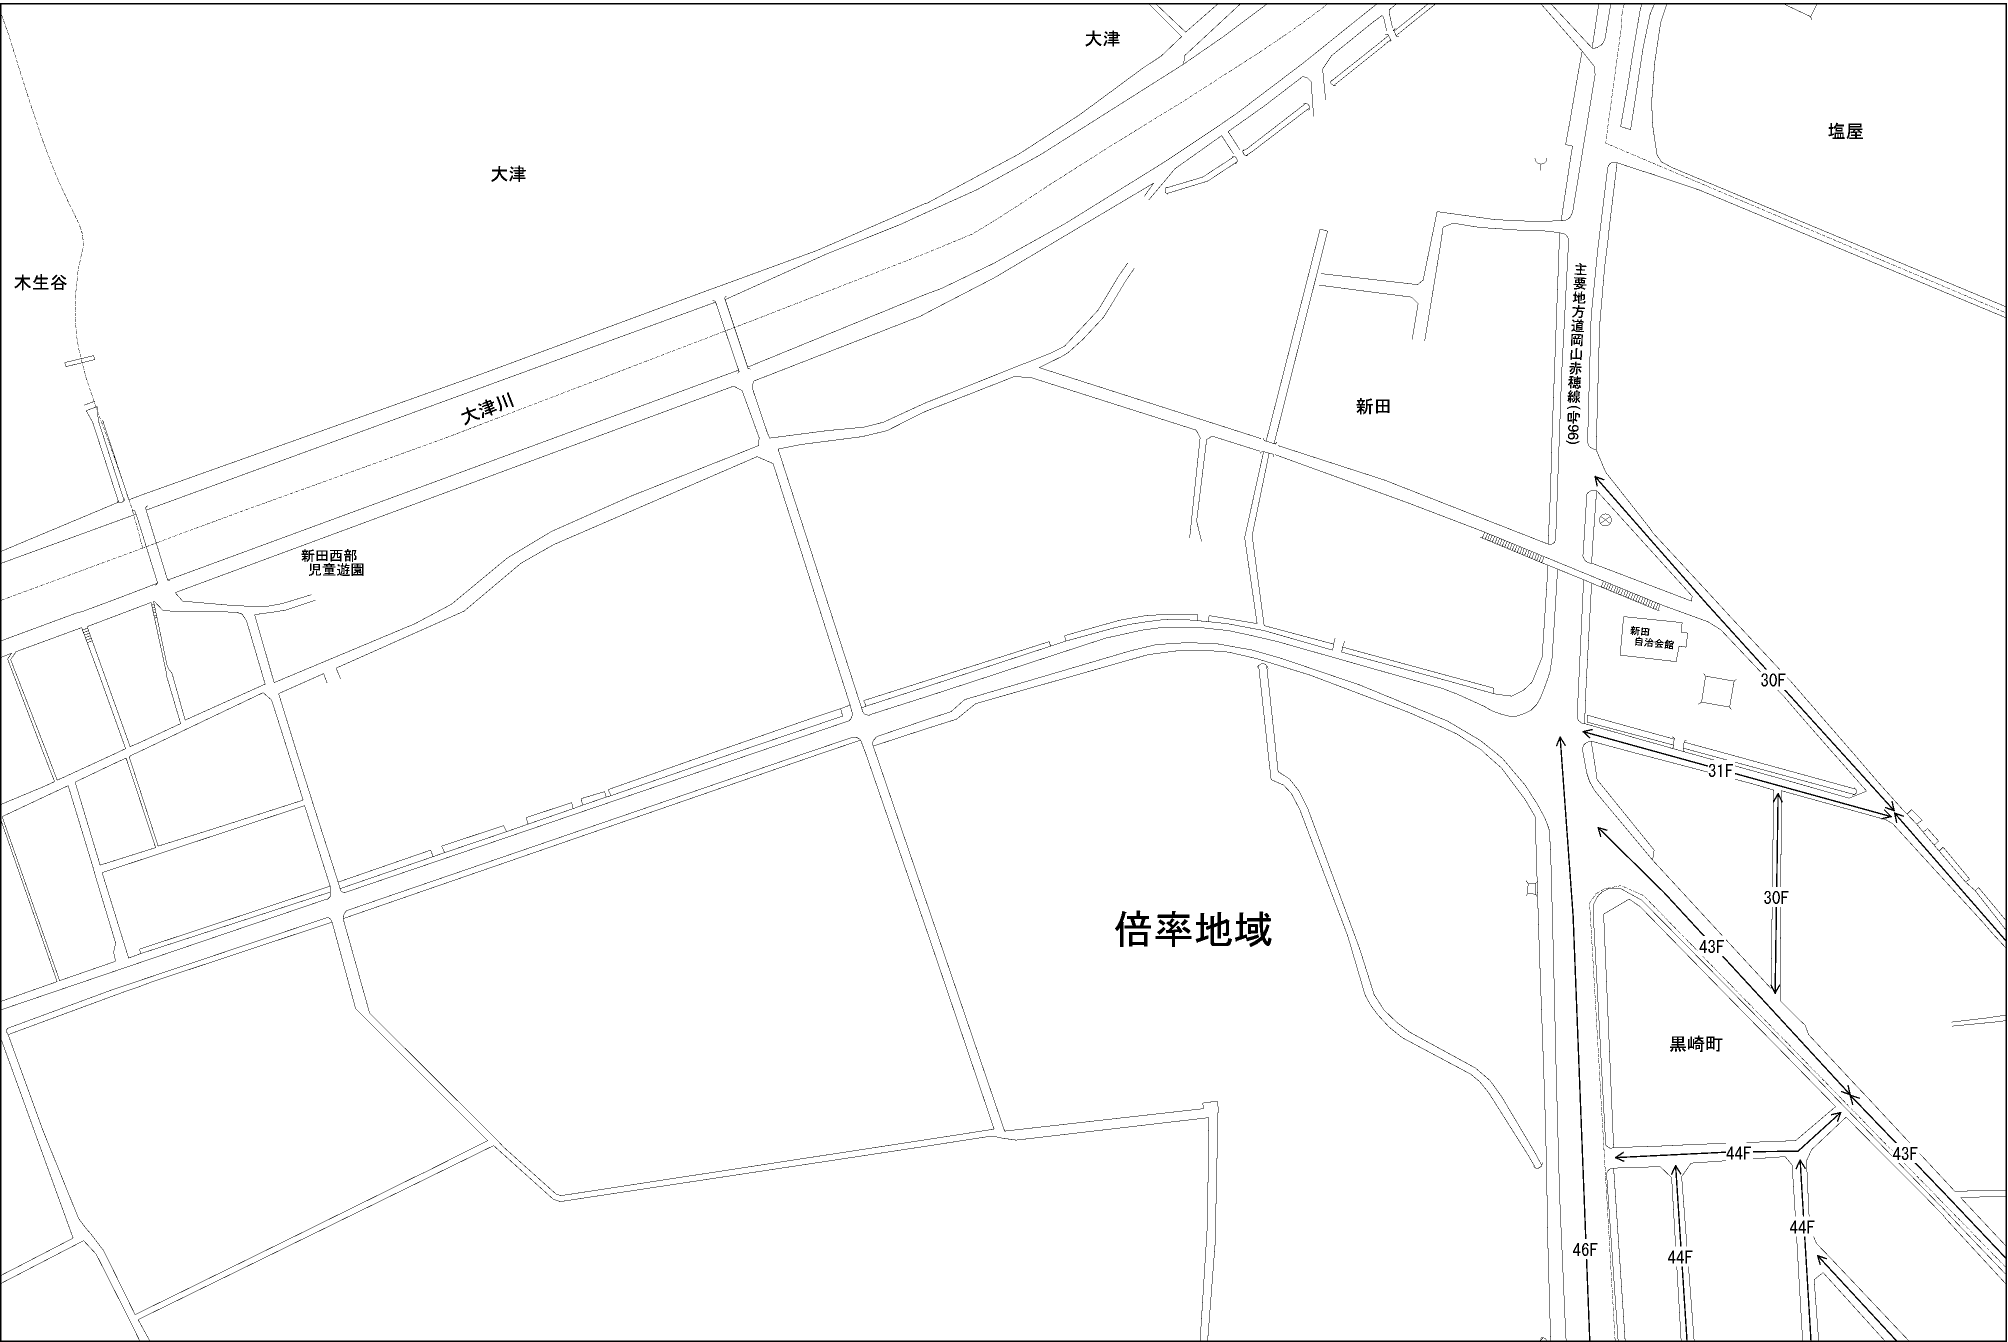 大津
塩屋
大津
木生谷
主要地方道岡山赤穂線(96号)
大津川
新田
新田西部
児童遊園
新田
自治会館
30F
31F
30F
倍率地域
43F
黒崎町
44F
43F
44F
46F
44F